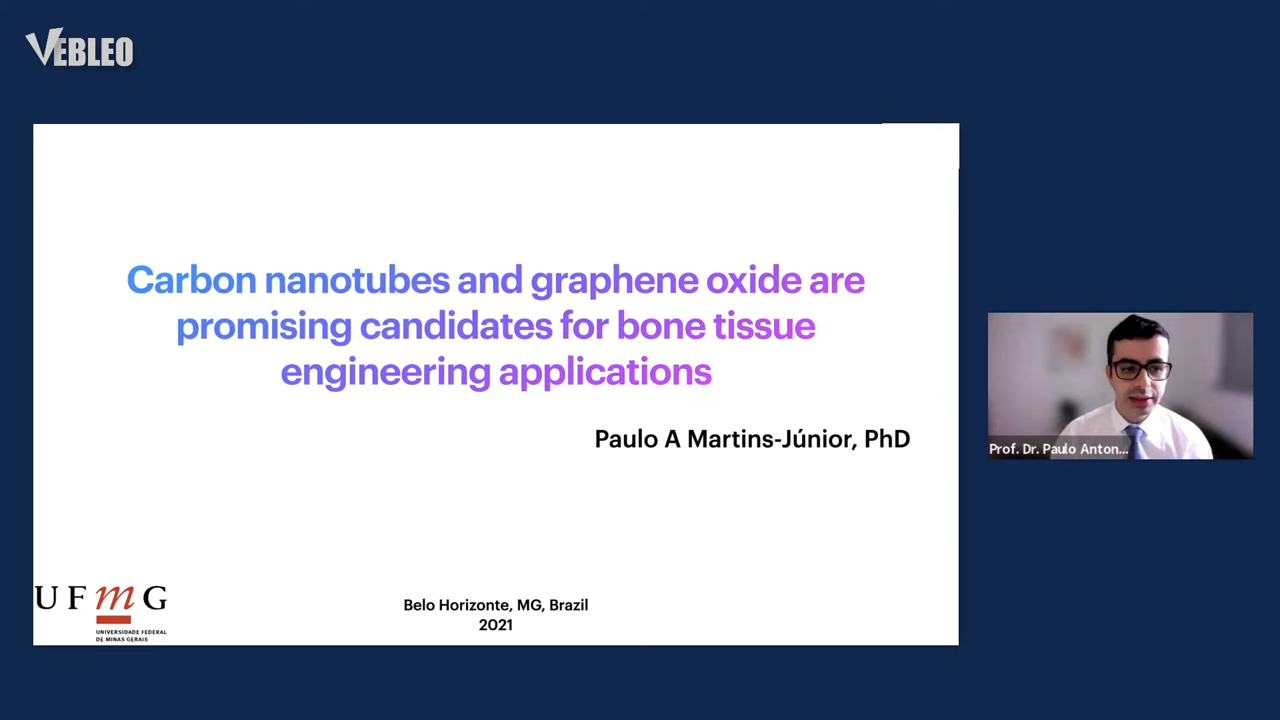 VEBLEO
Carbon nanotubes and graphene oxide are
promising candidates for bone tissue
engineering applications
Paulo A Martins-Júnior, PhD
Prof. Dr. Paulo Anton...
UFmG
UNIVERSIDADE FEDERAL
DE MINAS GERAIS
Belo Horizonte, MG, Brazil
2021